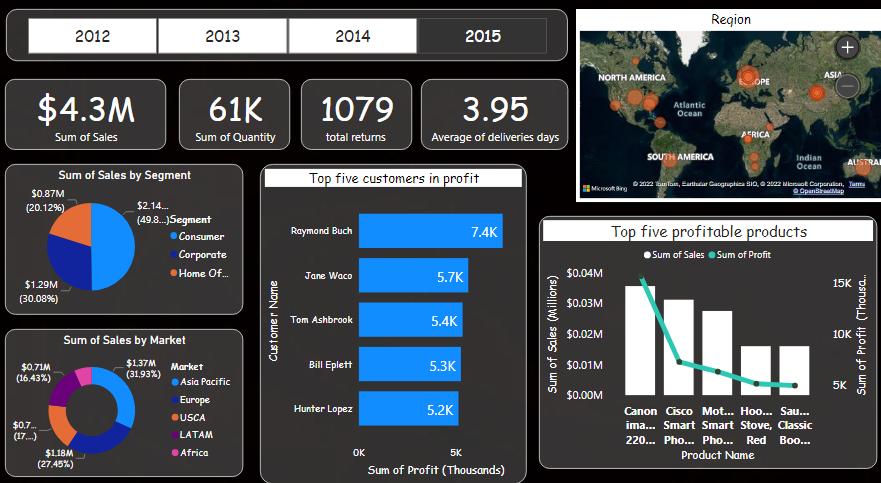 2012
2013
2014
2015
Region
NORTH AMERICA
EUROPE
ASIA
Atlantic
Ocean
AFRICA
SOUTH AMERICA
Indian
Ocean
AUSTRAL
Microsoft Bing
© 2022 TomTom, Earthstar Geographics SIO, © 2022 Microsoft Corporation, Terms
© OpenStreetMap
$4.3M
Sum of Sales
61K
Sum of Quantity
1079
total returns
3.95
Average of deliveries days
Sum of Sales by Segment
$0.87M
(20.12%)
$2.14...
(49.8...)
$1.29M
(30.08%)
Segment
Consumer
Corporate
Home Of...
Sum of Sales by Market
$0.71M
(16.43%)
$1.37M
(31.93%)
$0.7...
(17....)
$1.18M
(27.45%)
Market
Asia Pacific
Europe
USCA
LATAM
Africa
Top five customers in profit
Customer Name
Raymond Buch
7.4K
Jane Waco
5.7K
Tom Ashbrook
5.4K
Bill Eplett
5.3K
Hunter Lopez
5.2K
0K
5K
Sum of Profit (Thousands)
Top five profitable products
Sum of Sales
Sum of Profit
Sum of Sales (Millions)
$0.04M
$0.03M
$0.02M
$0.01M
$0.00M
15K
10K
5K
Sum of Profit (Thousa...
Canon
ima...
220...
Cisco
Smart
Pho...
Mot...
Smart
Pho...
Hoo...
Stove,
Red
Sau...
Classic
Boo...
Product Name